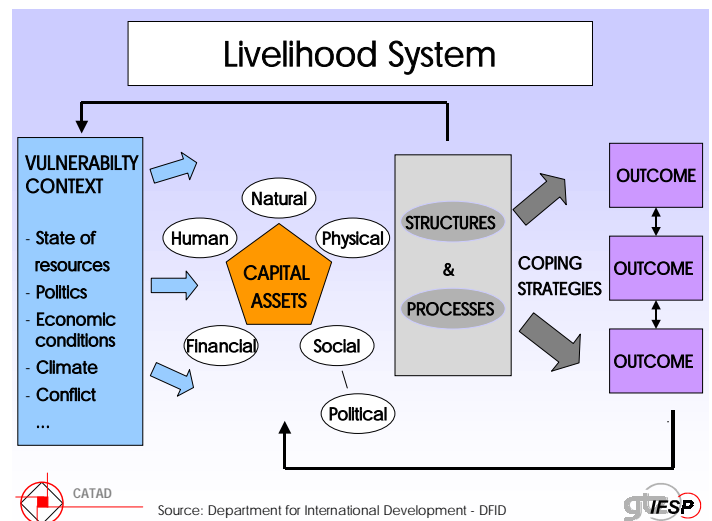 Livelihood System
VULNERABILTY
CONTEXT
- State of
resources
- Politics
- Economic
conditions
- Climate
- Conflict
...
Natural
Human
Physical
CAPITAL
ASSETS
Financial
Social
Political
STRUCTURES
&
PROCESSES
COPING
STRATEGIES
OUTCOME
OUTCOME
OUTCOME
CATAD
Source: Department for International Development - DFID
gtz
IFSP